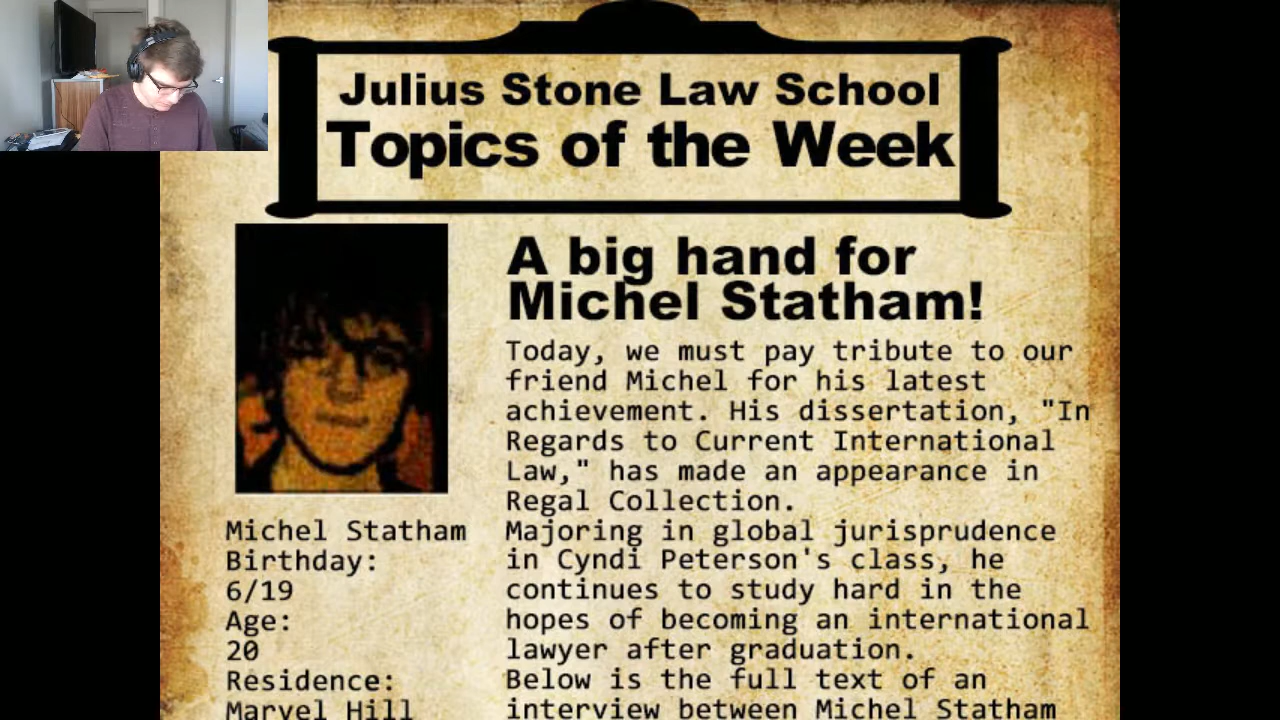 Julius Stone Law School
Topics of the Week
A big hand for
Michel Statham!
Today, we must pay tribute to our
friend Michel for his latest
achievement. His dissertation, "In
Regards to Current International
Law," has made an appearance in
Regal Collection.
Majoring in global jurisprudence
in Cyndi Peterson's class, he
continues to study hard in the
hopes of becoming an international
lawyer after graduation.
Below is the full text of an
interview between Michel Statham
Michel Statham
Birthday:
6/19
Age:
20
Residence:
Marvel Hill